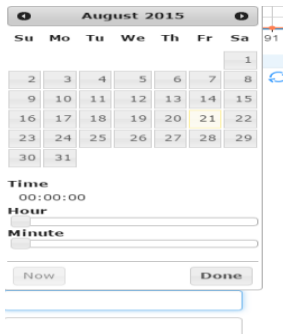 August 2015
Su Mo Tu We Th Fr Sa 91
1
2 3 4 5 6 7 8
9 10 11 12 13 14 15
16 17 18 19 20 21 22
23 24 25 26 27 28 29
30 31
Time
00:00:00
Hour
Minute
Now Done